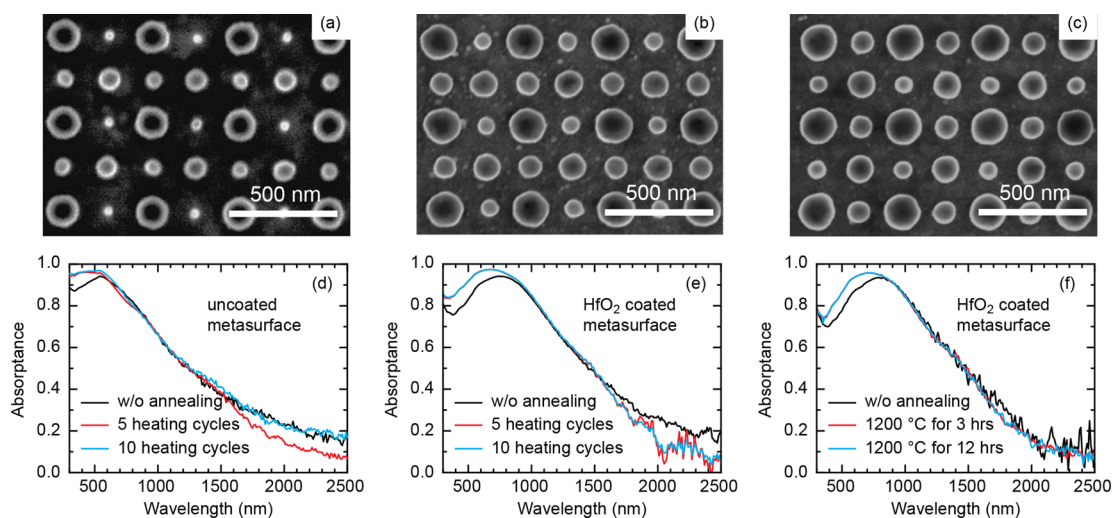 (a)
500 nm
(b)
500 nm
(c)
500 nm
Absorptance
1.0
0.8
0.6
0.4
0.2
0.0
(d)
uncoated
metasurface
w/o annealing
5 heating cycles
10 heating cycles
500 1000 1500 2000 2500
Wavelength (nm)
Absorptance
1.0
0.8
0.6
0.4
0.2
0.0
(e)
HfO₂ coated
metasurface
w/o annealing
5 heating cycles
10 heating cycles
500 1000 1500 2000 2500
Wavelength (nm)
Absorptance
1.0
0.8
0.6
0.4
0.2
0.0
(f)
HfO₂ coated
metasurface
w/o annealing
1200 °C for 3 hrs
1200 °C for 12 hrs
500 1000 1500 2000 2500
Wavelength (nm)